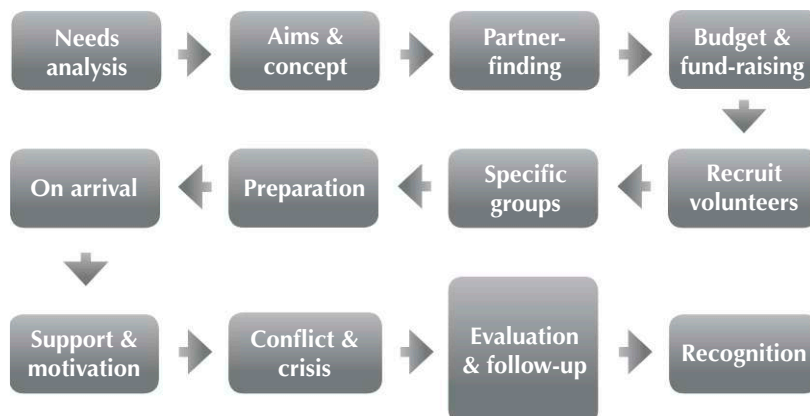 Needs
analysis
Aims &
concept
Partner-
finding
Budget &
fund-raising
Recruit
volunteers
Specific
groups
Preparation
On arrival
Support &
motivation
Conflict &
crisis
Evaluation
& follow-up
Recognition